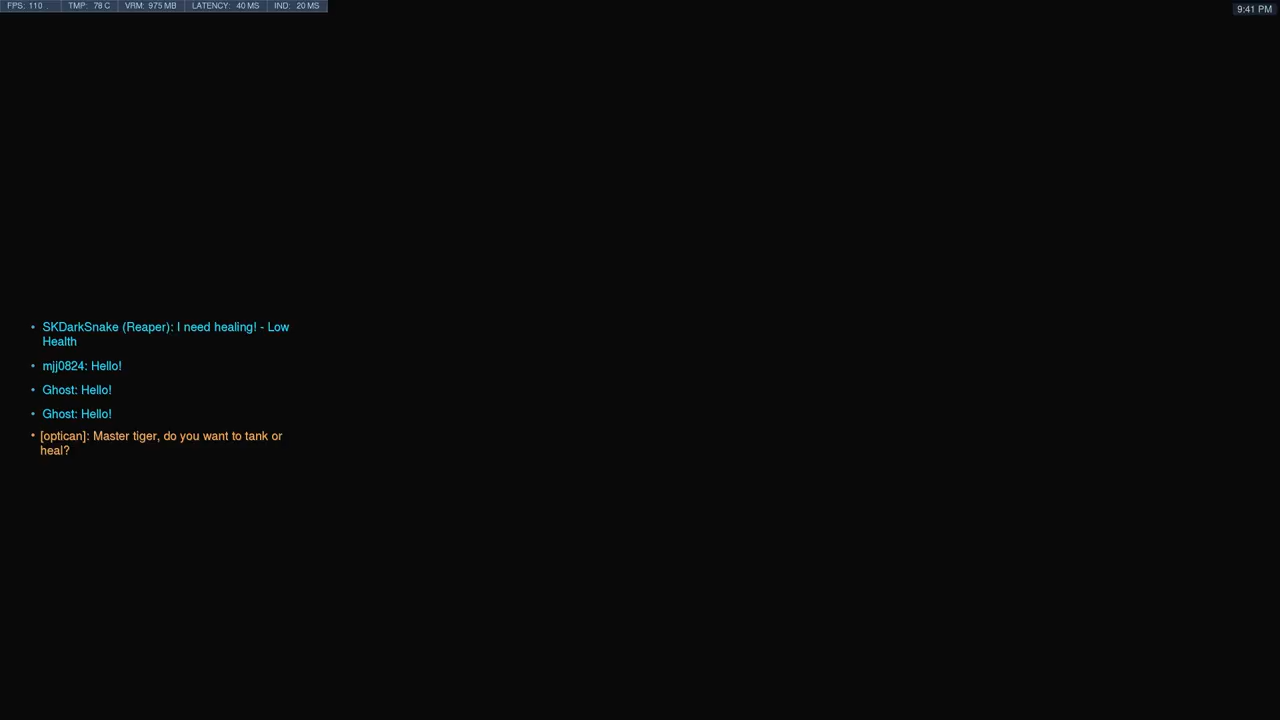 FPS: 110 . TMP: 78 C VRM: 975 MB LATENCY: 40 MS IND: 20 MS
9:41 PM
• SKDarkSnake (Reaper): I need healing! - Low
Health
• mjj0824: Hello!
• Ghost: Hello!
• Ghost: Hello!
• [optican]: Master tiger, do you want to tank or
heal?